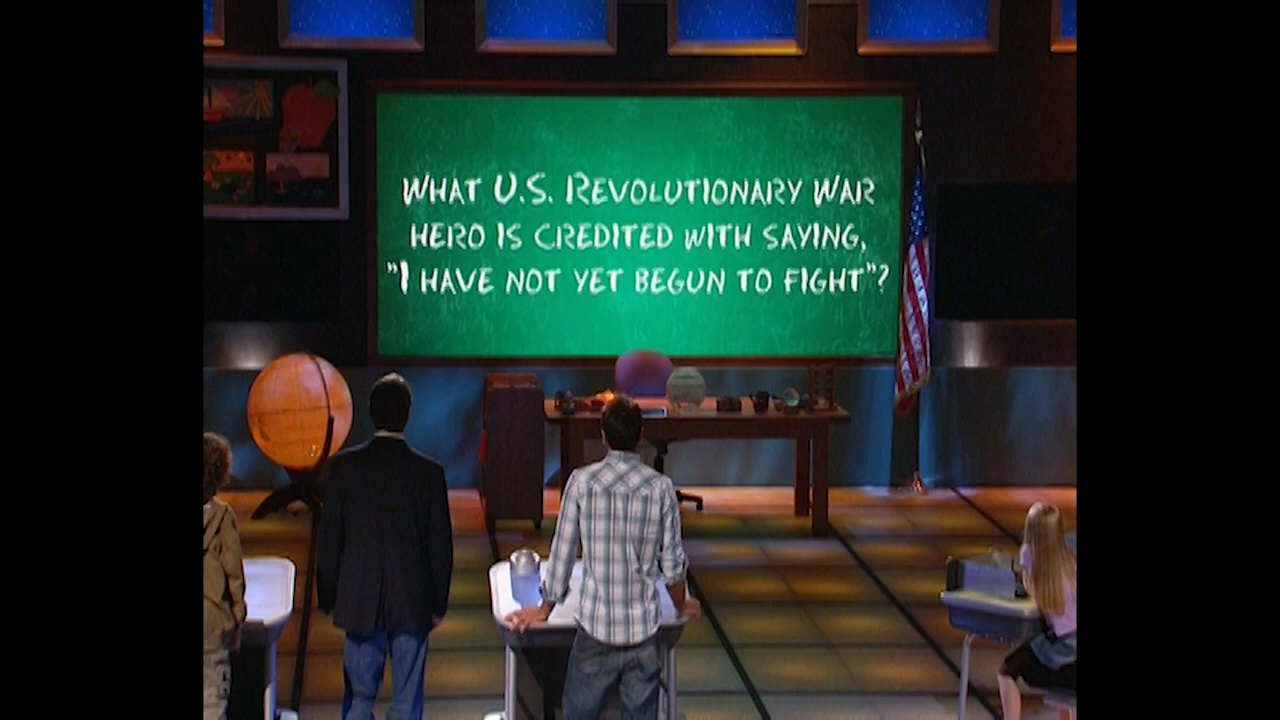 WHAT U.S. REVOLUTIONARY WAR
HERO IS CREDITED WITH SAYING,
"I HAVE NOT YET BEGUN TO FIGHT"?